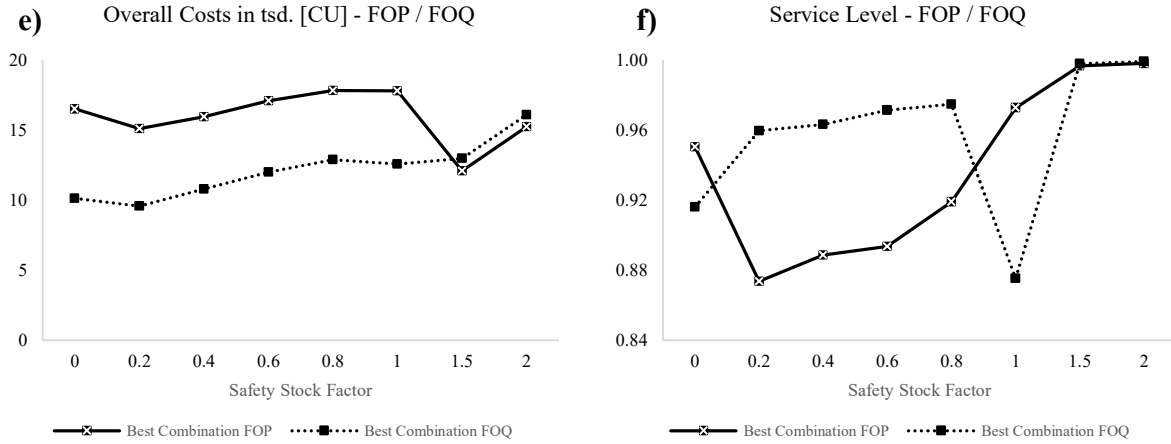 e)
Overall Costs in tsd. [CU] - FOP / FOQ
20
15
10
5
0
0 0.2 0.4 0.6 0.8 1 1.5 2
Safety Stock Factor
Best Combination FOP Best Combination FOQ
f)
Service Level - FOP / FOQ
1.00
0.96
0.92
0.88
0.84
0 0.2 0.4 0.6 0.8 1 1.5 2
Safety Stock Factor
Best Combination FOP Best Combination FOQ